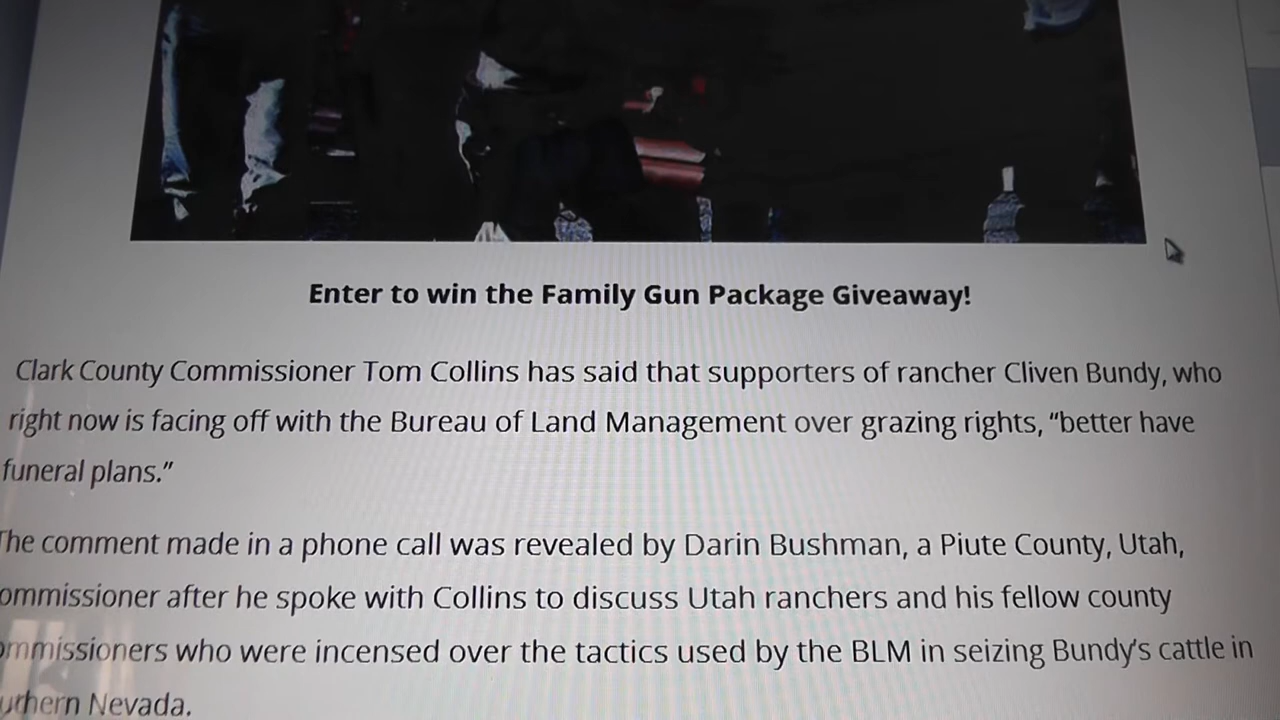 Enter to win the Family Gun Package Giveaway!
Clark County Commissioner Tom Collins has said that supporters of rancher Cliven Bundy, who
right now is facing off with the Bureau of Land Management over grazing rights, “better have
funeral plans.”
The comment made in a phone call was revealed by Darin Bushman, a Piute County, Utah,
ommissioner after he spoke with Collins to discuss Utah ranchers and his fellow county
ommissioners who were incensed over the tactics used by the BLM in seizing Bundy’s cattle in
uthern Nevada.